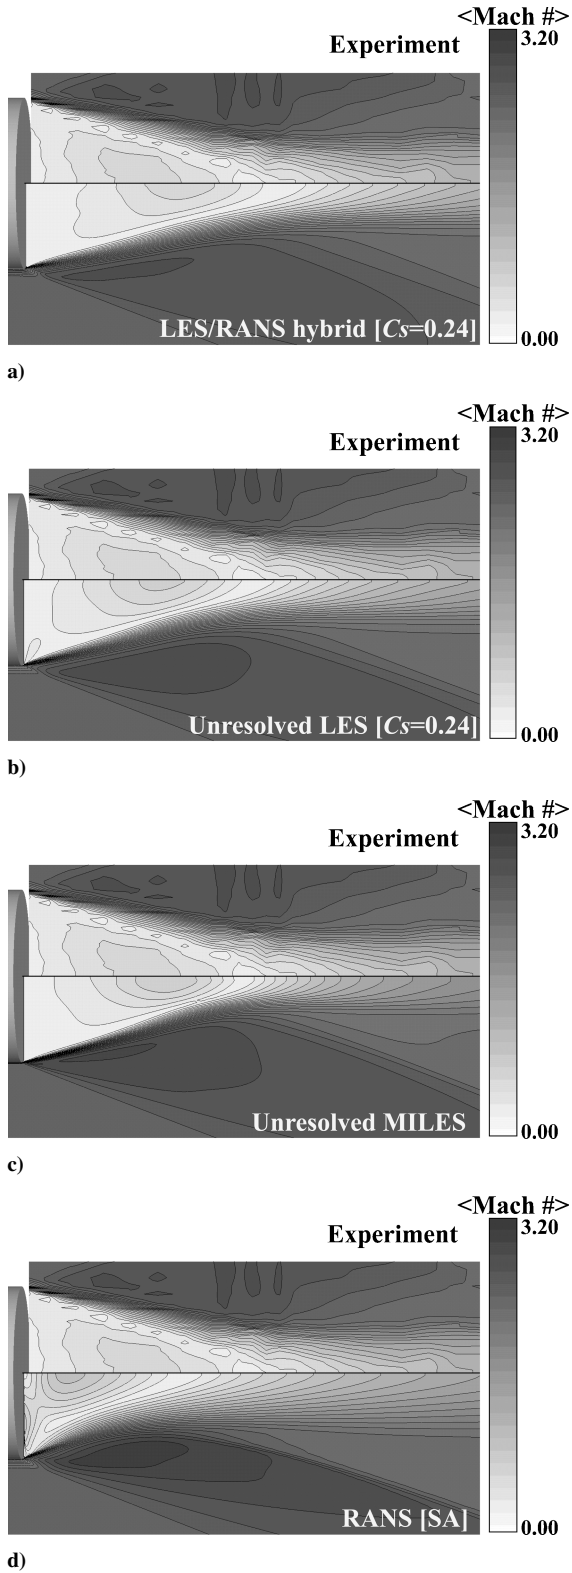 <Mach #>
Experiment
3.20
LES/RANS hybrid [Cs=0.24]
0.00
a)
<Mach #>
Experiment
3.20
Unresolved LES [Cs=0.24]
0.00
b)
<Mach #>
Experiment
3.20
Unresolved MILES
0.00
c)
<Mach #>
Experiment
3.20
RANS [SA]
0.00
d)